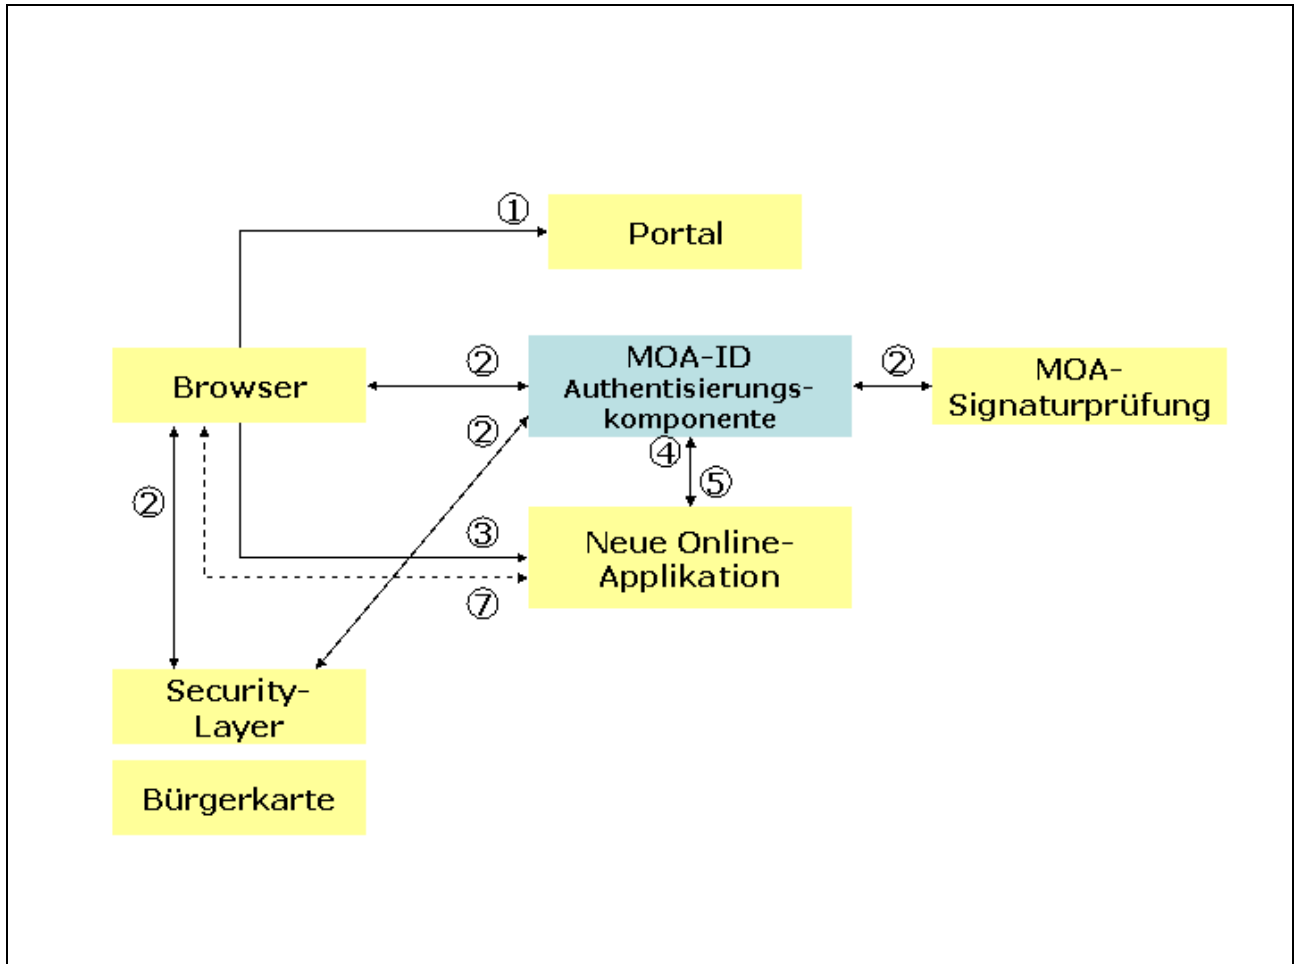 ①
Portal
Browser
②
MOA-ID
Authentisierungs-
komponente
②
MOA-
Signaturprüfung
②
④
⑤
②
③
Neue Online-
Applikation
⑦
Security-
Layer
Bürgerkarte